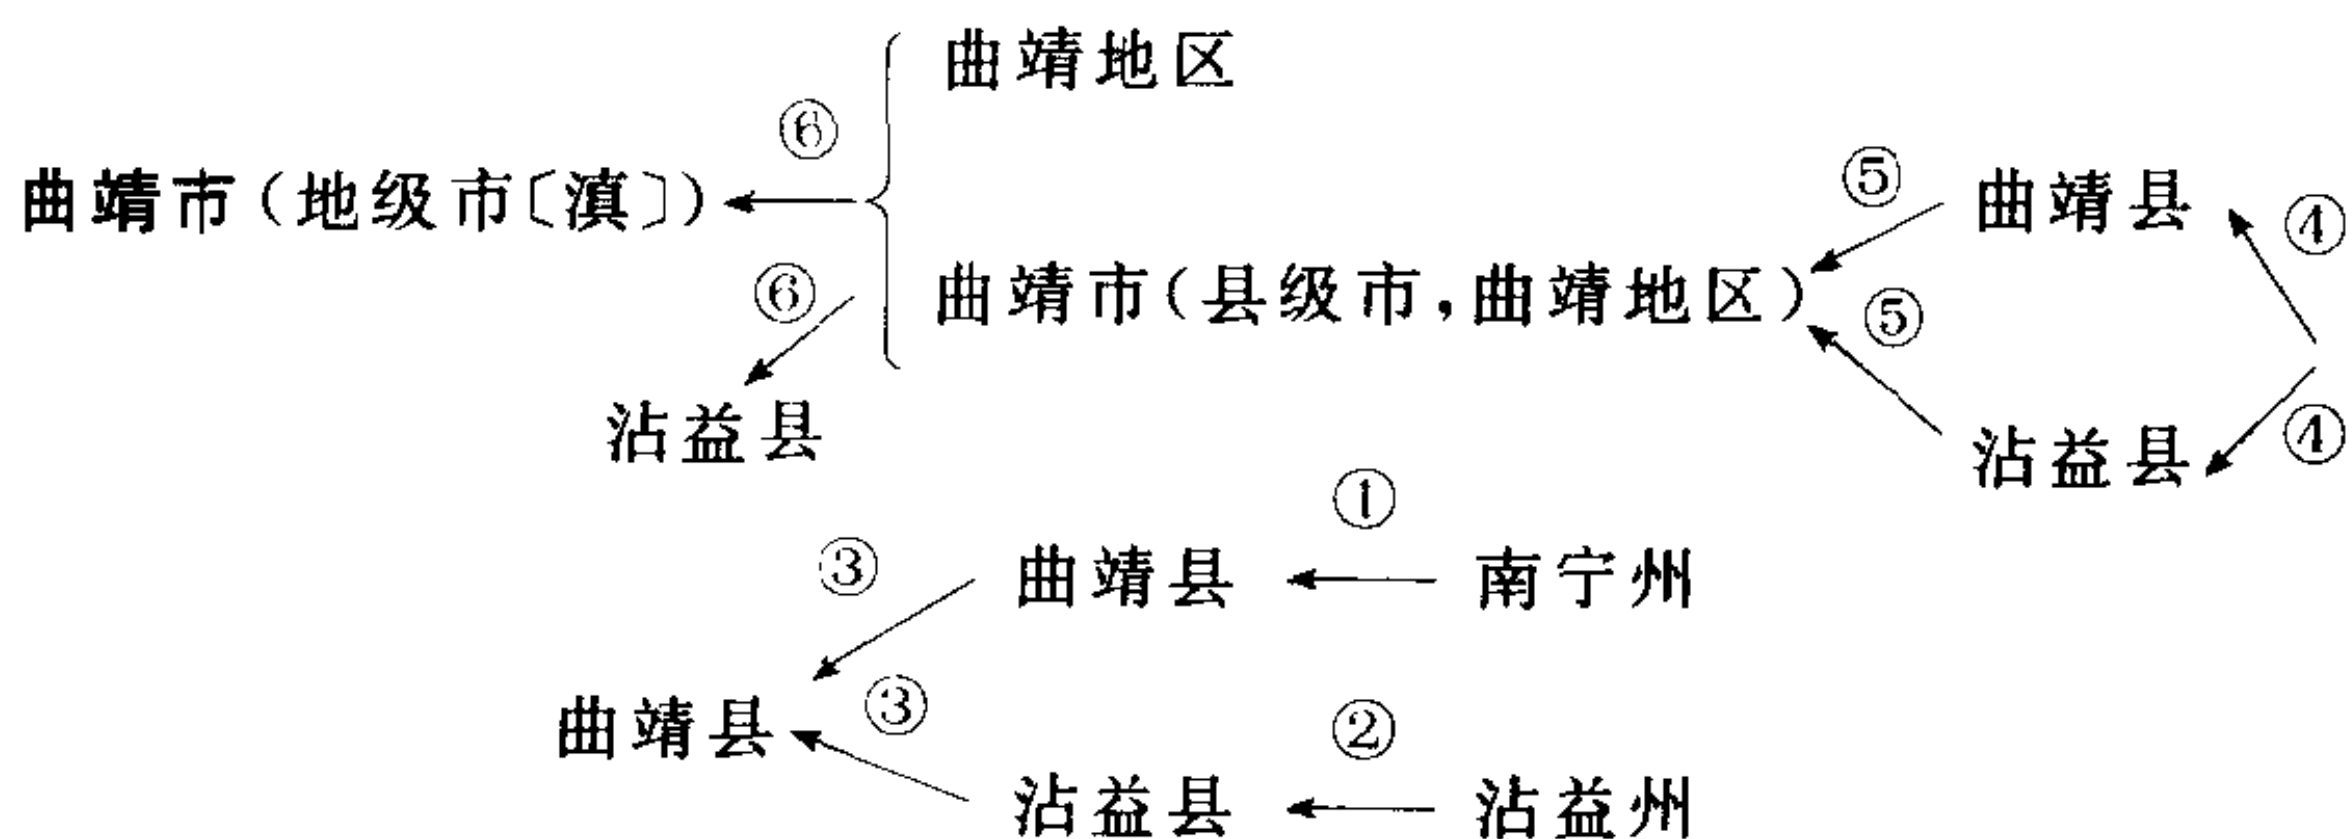 曲靖地区
⑥
曲靖市(地级市〔滇〕)
⑤
曲靖县
④
⑥
曲靖市(县级市,曲靖地区)
⑤
沾益县
沾益县
④
①
③
曲靖县
南宁州
曲靖县
③
②
沾益县
沾益州